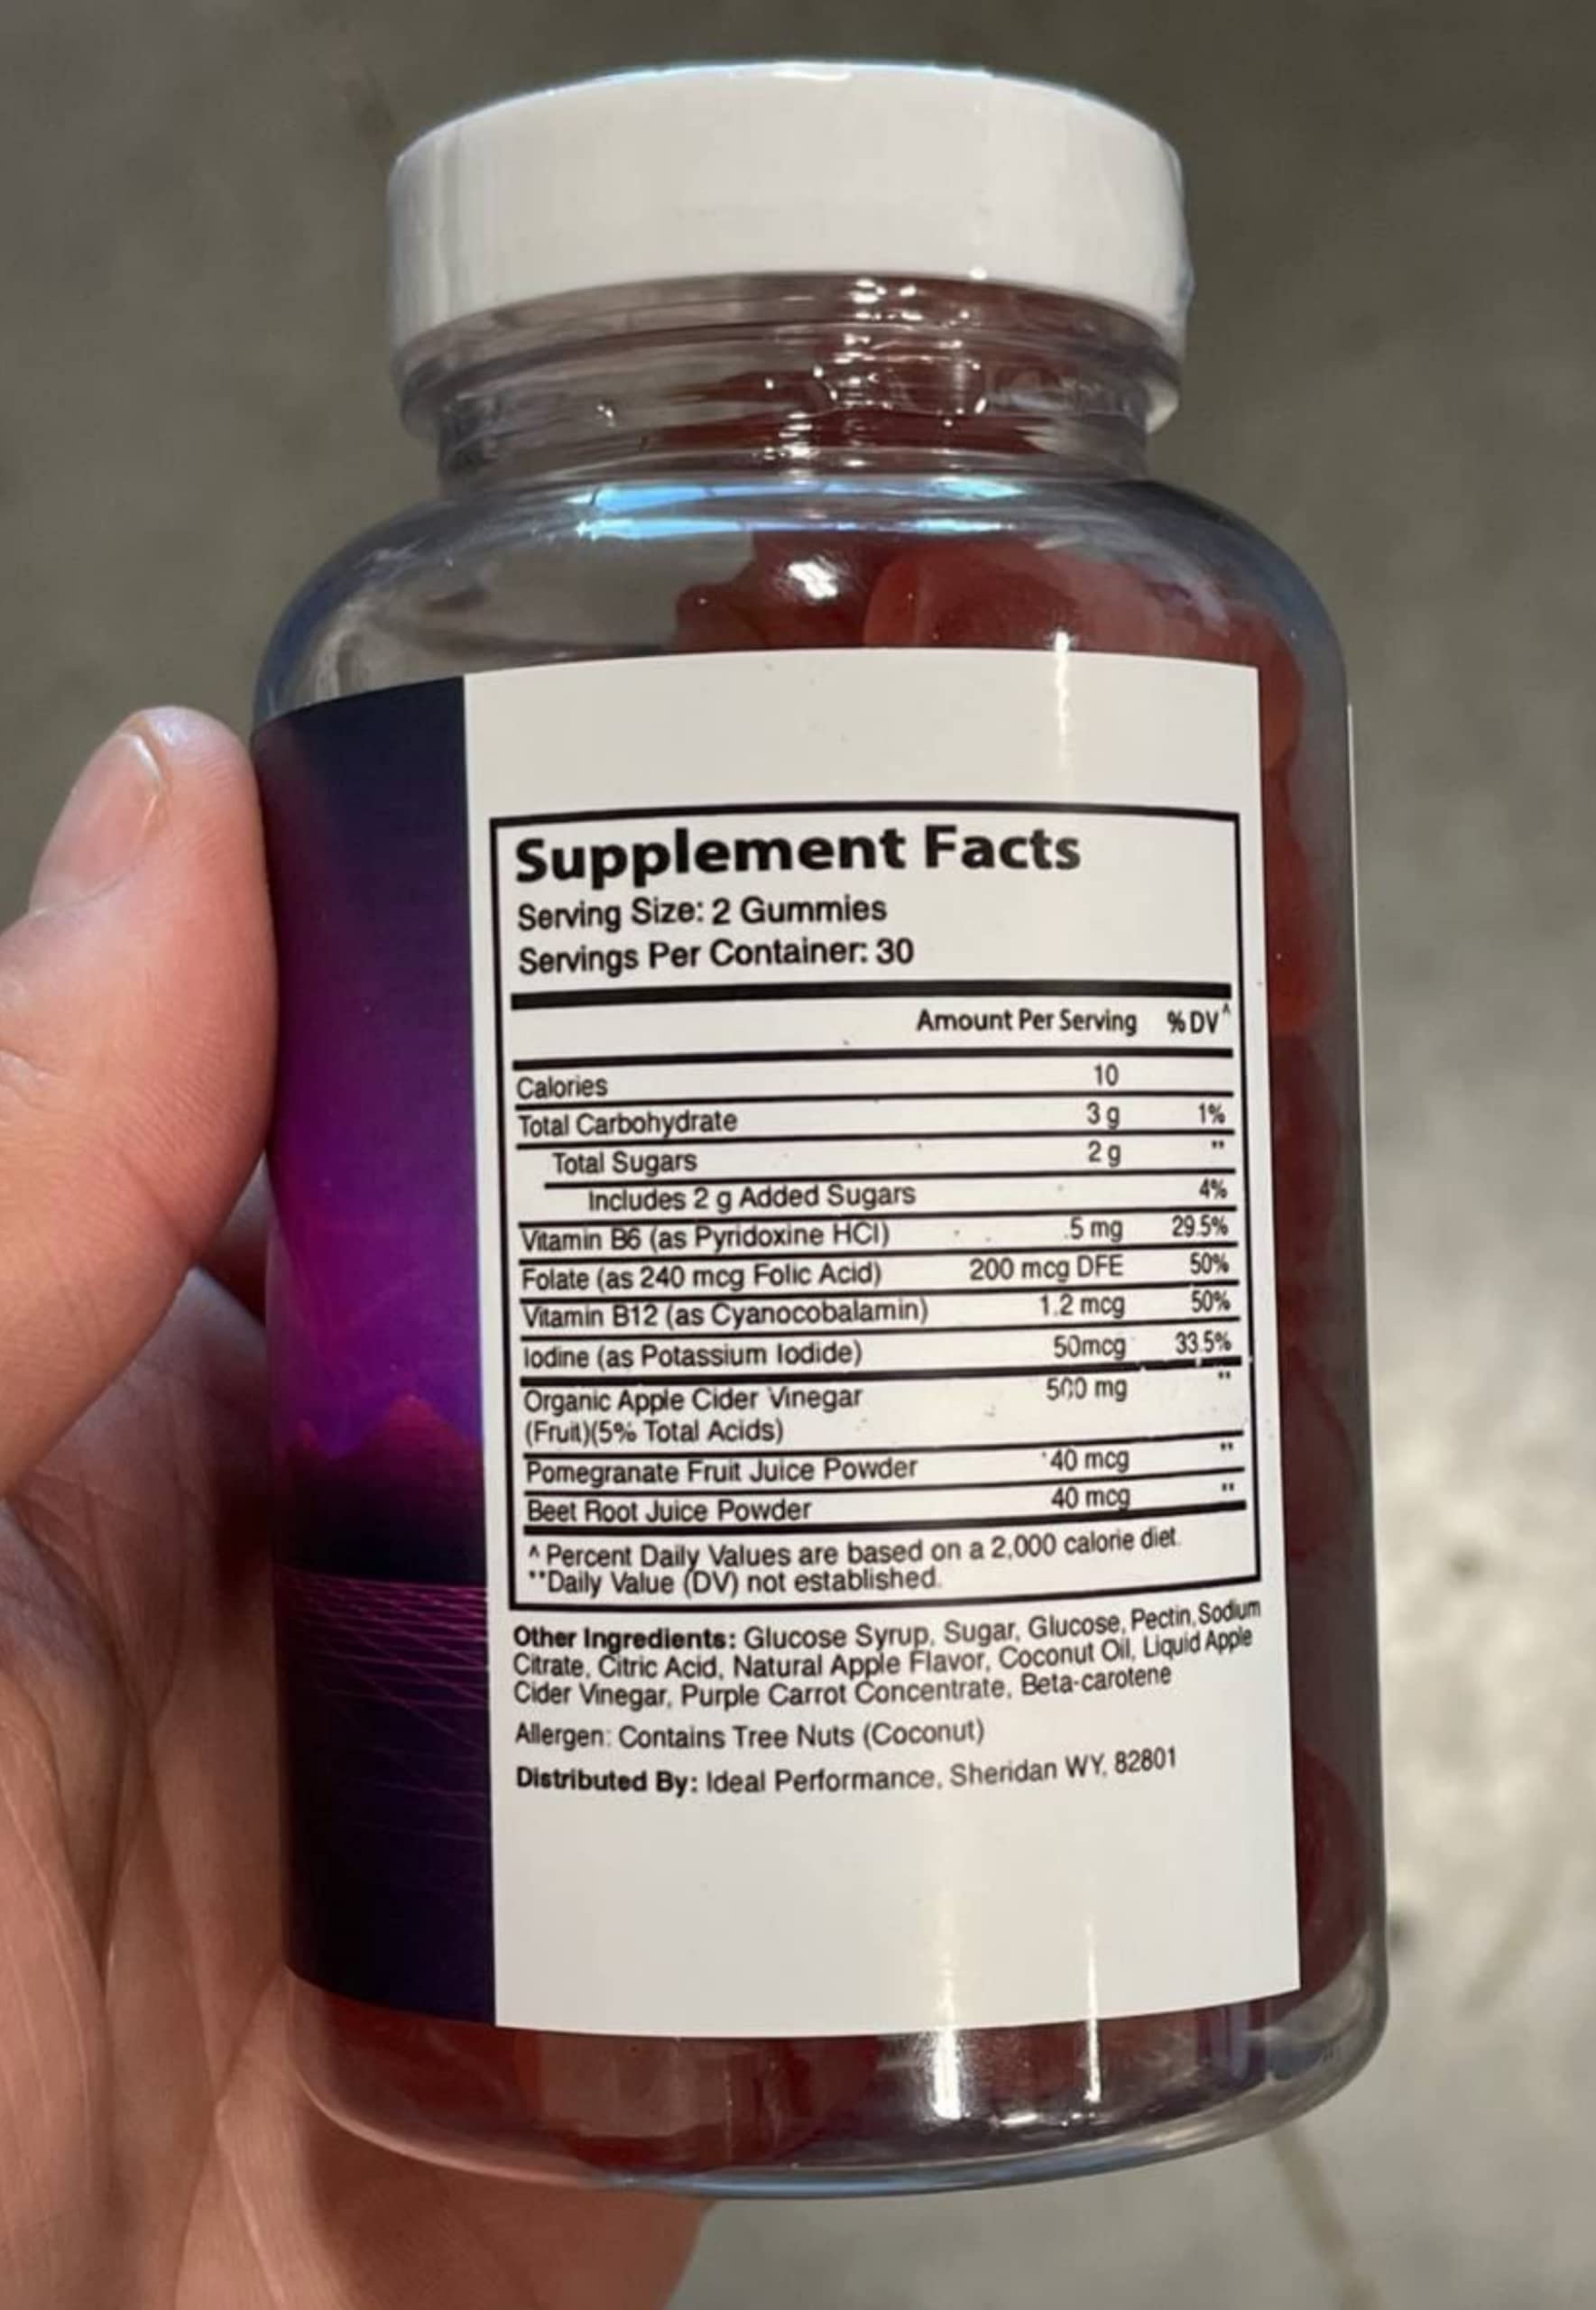 Supplement Facts
Serving Size: 2 Gummies
Servings Per Container: 30
Amount Per Serving %DV^
Calories 10
Total Carbohydrate 3 g 1%
Total Sugars 2 g **
Includes 2 g Added Sugars 4%
Vitamin B6 (as Pyridoxine HCl) .5 mg 29.5%
Folate (as 240 mcg Folic Acid) 200 mcg DFE 50%
Vitamin B12 (as Cyanocobalamin) 1.2 mcg 50%
Iodine (as Potassium Iodide) 50mcg 33.5%
Organic Apple Cider Vinegar 500 mg **
(Fruit)(5% Total Acids)
Pomegranate Fruit Juice Powder 40 mcg **
Beet Root Juice Powder 40 mcg **
^ Percent Daily Values are based on a 2,000 calorie diet.
**Daily Value (DV) not established.
Other Ingredients: Glucose Syrup, Sugar, Glucose, Pectin, Sodium
Citrate, Citric Acid, Natural Apple Flavor, Coconut Oil, Liquid Apple
Cider Vinegar, Purple Carrot Concentrate, Beta-carotene
Allergen: Contains Tree Nuts (Coconut)
Distributed By: Ideal Performance, Sheridan WY, 82801